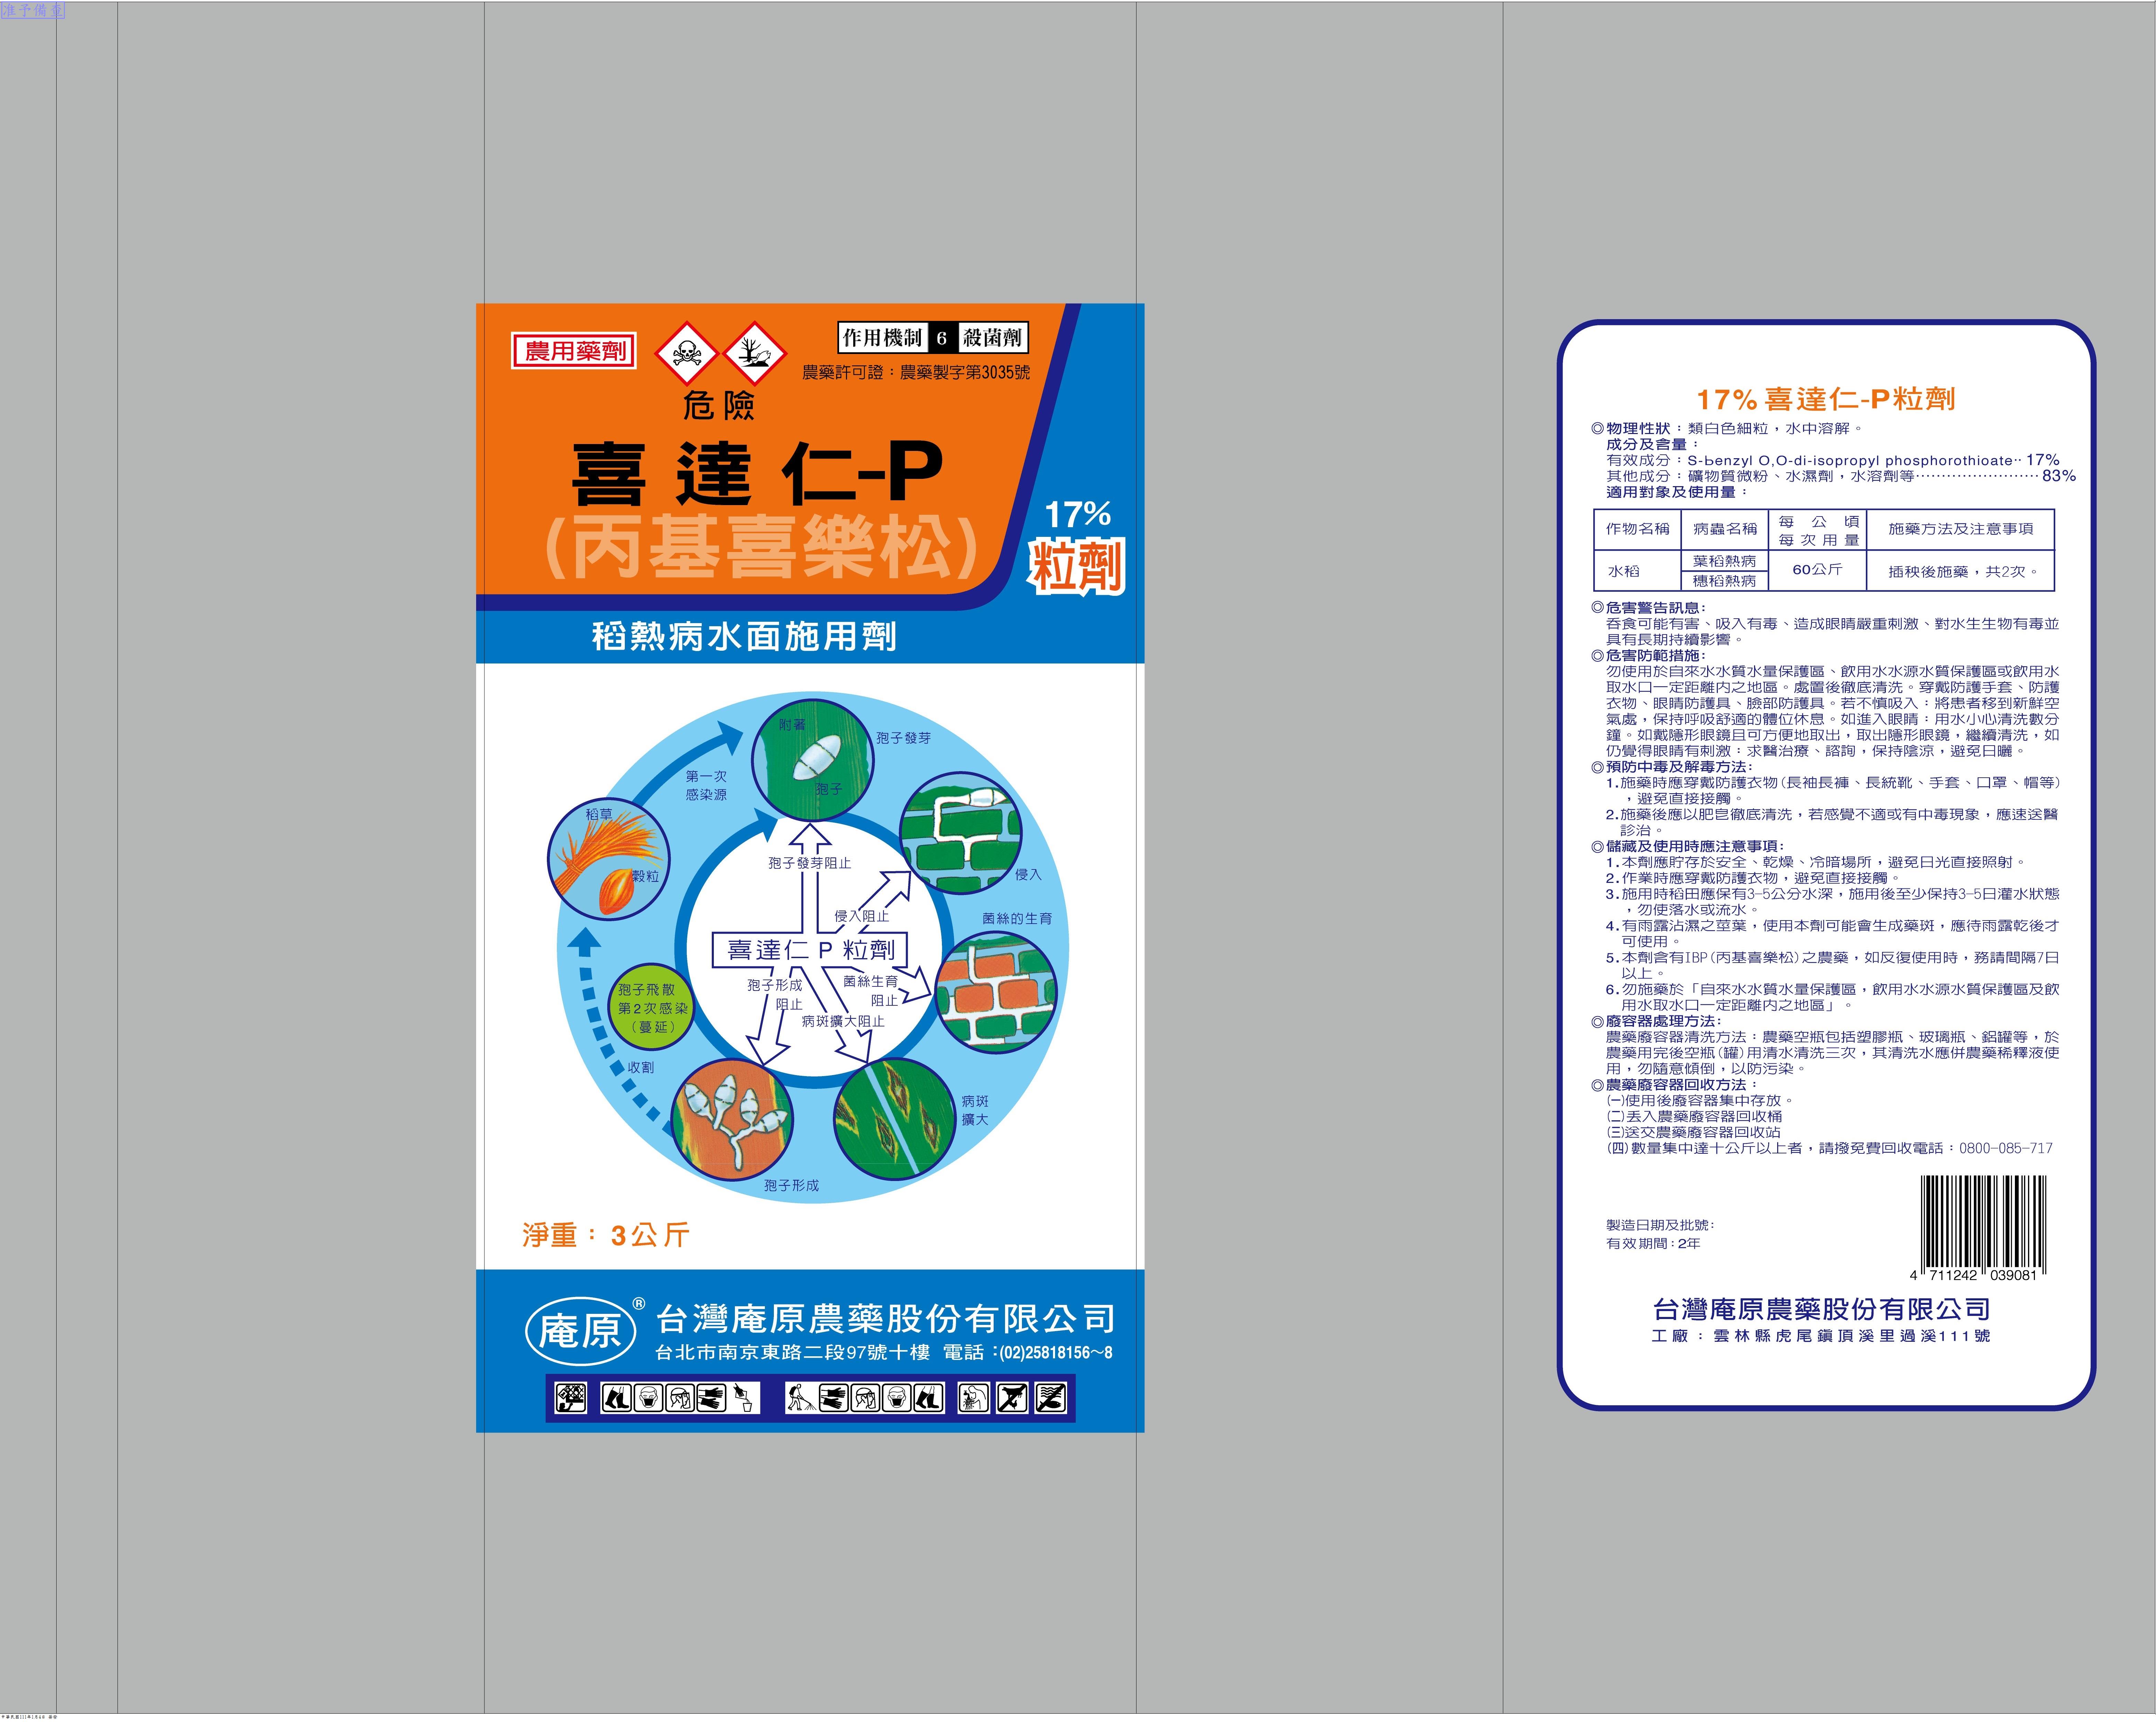 准予備查
農用藥劑
危險
作用機制 6 殺菌劑
農藥許可證：農藥製字第3035號
喜達仁-P
(丙基喜樂松)
17%
粒劑
稻熱病水面施用劑
附著
孢子
孢子發芽
第一次
感染源
稻草
穀粒
孢子發芽阻止
侵入
侵入阻止
菌絲的生育
喜達仁 P 粒劑
孢子形成
阻止
菌絲生育
阻止
病斑擴大阻止
孢子飛散
第2次感染
(蔓延)
收割
病斑
擴大
孢子形成
淨重：3公斤
庵原®
台灣庵原農藥股份有限公司
台北市南京東路二段97號十樓 電話：(02)25818156～8
17%喜達仁-P粒劑
◎物理性狀：類白色細粒，水中溶解。
成分及含量：
有效成分：S-benzyl O,O-di-isopropyl phosphorothioate‥17%
其他成分：礦物質微粉、水濕劑，水溶劑等……………………83%
適用對象及使用量：
作物名稱 病蟲名稱 每公頃每次用量 施藥方法及注意事項
水稻 葉稻熱病 60公斤 插秧後施藥，共2次。
穗稻熱病
◎危害警告訊息：
吞食可能有害、吸入有毒、造成眼睛嚴重刺激、對水生生物有毒並
具有長期持續影響。
◎危害防範措施：
勿使用於自來水水質水量保護區、飲用水水源水質保護區或飲用水
取水口一定距離內之地區。處置後徹底清洗。穿戴防護手套、防護
衣物、眼睛防護具、臉部防護具。若不慎吸入：將患者移到新鮮空
氣處，保持呼吸舒適的體位休息。如進入眼睛：用水小心清洗數分
鐘。如戴隱形眼鏡且可方便地取出，取出隱形眼鏡，繼續清洗，如
仍覺得眼睛有刺激：求醫治療、諮詢，保持陰涼，避免日曬。
◎預防中毒及解毒方法：
1.施藥時應穿戴防護衣物(長袖長褲、長統靴、手套、口罩、帽等)
，避免直接接觸。
2.施藥後應以肥皂徹底清洗，若感覺不適或有中毒現象，應速送醫
診治。
◎儲藏及使用時應注意事項：
1.本劑應貯存於安全、乾燥、冷暗場所，避免日光直接照射。
2.作業時應穿戴防護衣物，避免直接接觸。
3.施用時稻田應保有3-5公分水深，施用後至少保持3-5日灌水狀態
，勿使落水或流水。
4.有雨露沾濕之莖葉，使用本劑可能會生成藥斑，應待雨露乾後才
可使用。
5.本劑含有IBP(丙基喜樂松)之農藥，如反復使用時，務請間隔7日
以上。
6.勿施藥於「自來水水質水量保護區，飲用水水源水質保護區及飲
用水取水口一定距離內之地區」。
◎廢容器處理方法：
農藥廢容器清洗方法：農藥空瓶包括塑膠瓶、玻璃瓶、鋁罐等，於
農藥用完後空瓶(罐)用清水清洗三次，其清洗水應併農藥稀釋液使
用，勿隨意傾倒，以防污染。
◎農藥廢容器回收方法：
(一)使用後廢容器集中存放。
(二)丟入農藥廢容器回收桶
(三)送交農藥廢容器回收站
(四)數量集中達十公斤以上者，請撥免費回收電話：0800-085-717
製造日期及批號：
有效期間：2年
4 711242 039081
台灣庵原農藥股份有限公司
工廠：雲林縣虎尾鎮頂溪里過溪111號